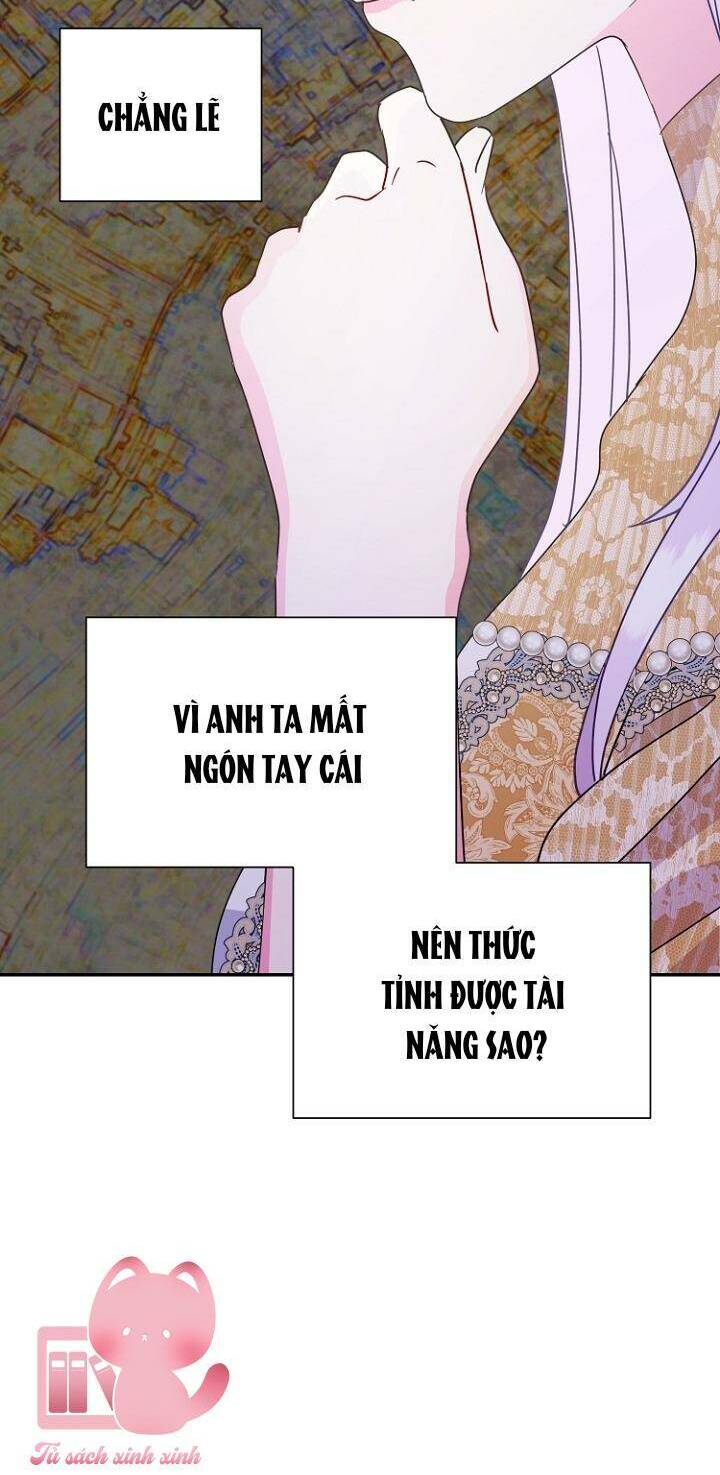 CHẲNG LẼ
VÌ ANH TA MẤT
NGÓN TAY CÁI
NÊN THỨC
TỈNH ĐƯỢC TÀI
NĂNG SAO?
Tủ sách xinh xinh